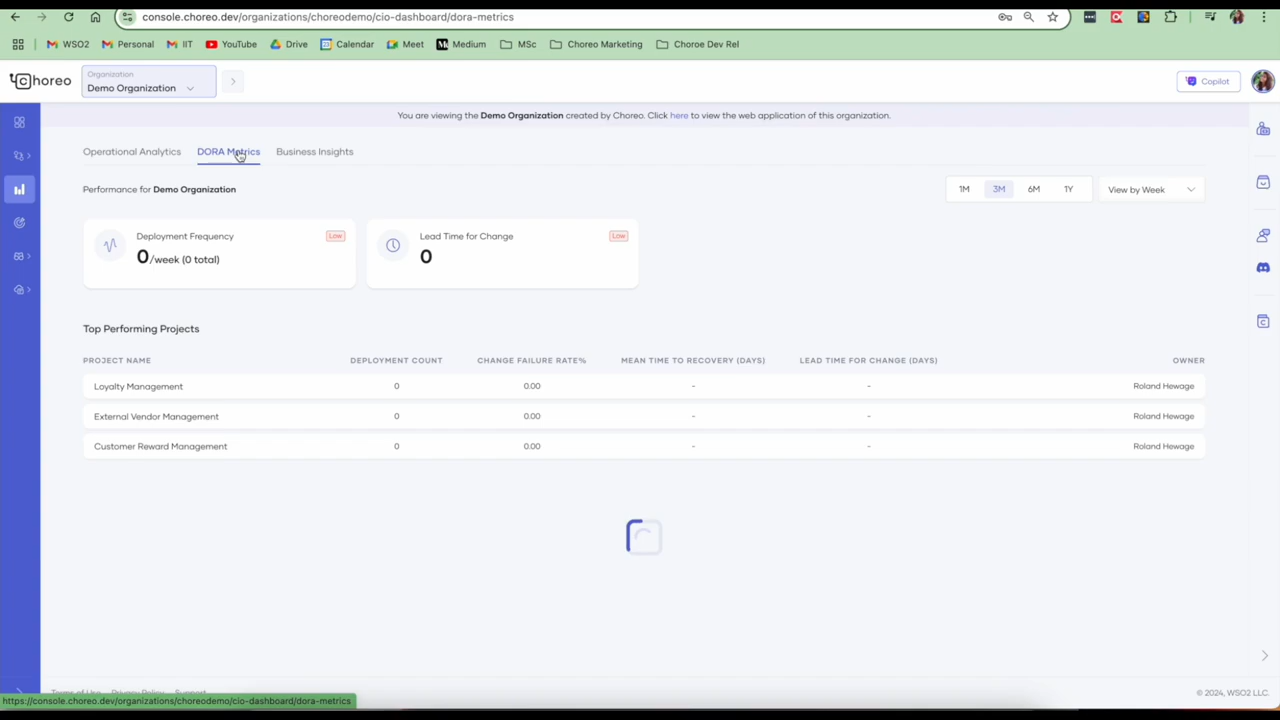 console.choreo.dev/organizations/choreodemo/cio-dashboard/dora-metrics
WSO2 Personal IIT YouTube Drive Calendar Meet Medium MSc Choreo Marketing Choroe Dev Rel
choreo
Organization
Demo Organization
Copilot
You are viewing the Demo Organization created by Choreo. Click here to view the web application of this organization.
Operational Analytics DORA Metrics Business Insights
Performance for Demo Organization
1M 3M 6M 1Y View by Week
Deployment Frequency Low
0/week (0 total)
Lead Time for Change Low
0
Top Performing Projects
PROJECT NAME DEPLOYMENT COUNT CHANGE FAILURE RATE% MEAN TIME TO RECOVERY (DAYS) LEAD TIME FOR CHANGE (DAYS) OWNER
Loyalty Management 0 0.00 - - Roland Hewage
External Vendor Management 0 0.00 - - Roland Hewage
Customer Reward Management 0 0.00 - - Roland Hewage
Terms of Use Privacy Policy Support
© 2024, WSO2 LLC.
https://console.choreo.dev/organizations/choreodemo/cio-dashboard/dora-metrics